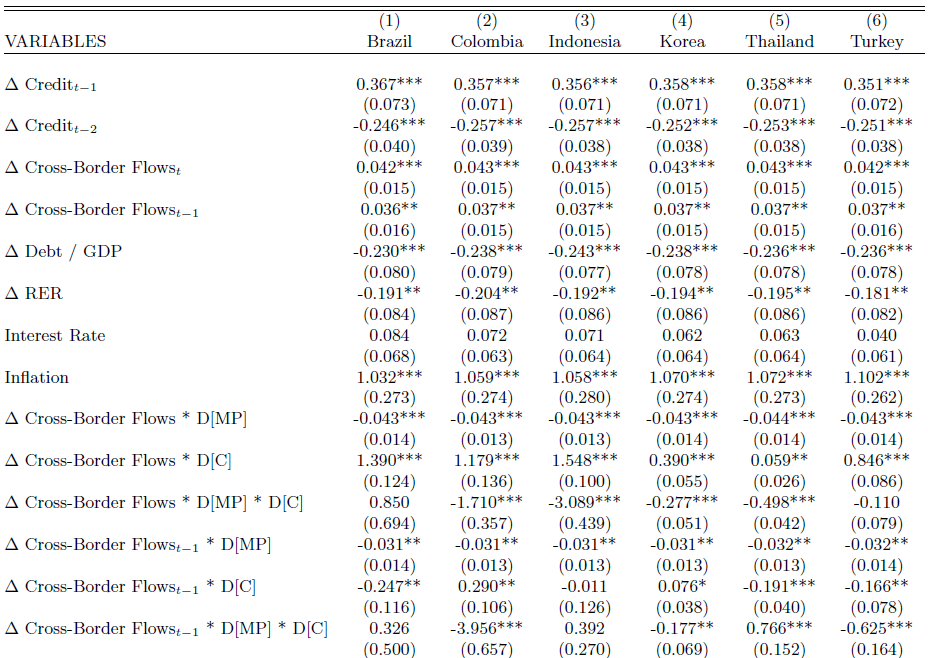 (1) (2) (3) (4) (5) (6)
VARIABLES Brazil Colombia Indonesia Korea Thailand Turkey
Δ Credit_{t−1} 0.367*** 0.357*** 0.356*** 0.358*** 0.358*** 0.351***
(0.073) (0.071) (0.071) (0.071) (0.071) (0.072)
Δ Credit_{t−2} -0.246*** -0.257*** -0.257*** -0.252*** -0.253*** -0.251***
(0.040) (0.039) (0.038) (0.038) (0.038) (0.038)
Δ Cross-Border Flows_t 0.042*** 0.043*** 0.043*** 0.043*** 0.043*** 0.042***
(0.015) (0.015) (0.015) (0.015) (0.015) (0.015)
Δ Cross-Border Flows_{t−1} 0.036** 0.037** 0.037** 0.037** 0.037** 0.037**
(0.016) (0.015) (0.015) (0.015) (0.015) (0.016)
Δ Debt / GDP -0.230*** -0.238*** -0.243*** -0.238*** -0.236*** -0.236***
(0.080) (0.079) (0.077) (0.078) (0.078) (0.078)
Δ RER -0.191** -0.204** -0.192** -0.194** -0.195** -0.181**
(0.084) (0.087) (0.086) (0.086) (0.086) (0.082)
Interest Rate 0.084 0.072 0.071 0.062 0.063 0.040
(0.068) (0.063) (0.064) (0.064) (0.064) (0.061)
Inflation 1.032*** 1.059*** 1.058*** 1.070*** 1.072*** 1.102***
(0.273) (0.274) (0.280) (0.274) (0.273) (0.262)
Δ Cross-Border Flows * D[MP] -0.043*** -0.043*** -0.043*** -0.043*** -0.044*** -0.043***
(0.014) (0.013) (0.013) (0.014) (0.014) (0.014)
Δ Cross-Border Flows * D[C] 1.390*** 1.179*** 1.548*** 0.390*** 0.059** 0.846***
(0.124) (0.136) (0.100) (0.055) (0.026) (0.086)
Δ Cross-Border Flows * D[MP] * D[C] 0.850 -1.710*** -3.089*** -0.277*** -0.498*** -0.110
(0.694) (0.357) (0.439) (0.051) (0.042) (0.079)
Δ Cross-Border Flows_{t−1} * D[MP] -0.031** -0.031** -0.031** -0.031** -0.032** -0.032**
(0.014) (0.013) (0.013) (0.013) (0.013) (0.014)
Δ Cross-Border Flows_{t−1} * D[C] -0.247** 0.290** -0.011 0.076* -0.191*** -0.166**
(0.116) (0.106) (0.126) (0.038) (0.040) (0.078)
Δ Cross-Border Flows_{t−1} * D[MP] * D[C] 0.326 -3.956*** 0.392 -0.177** 0.766*** -0.625***
(0.500) (0.657) (0.270) (0.069) (0.152) (0.164)